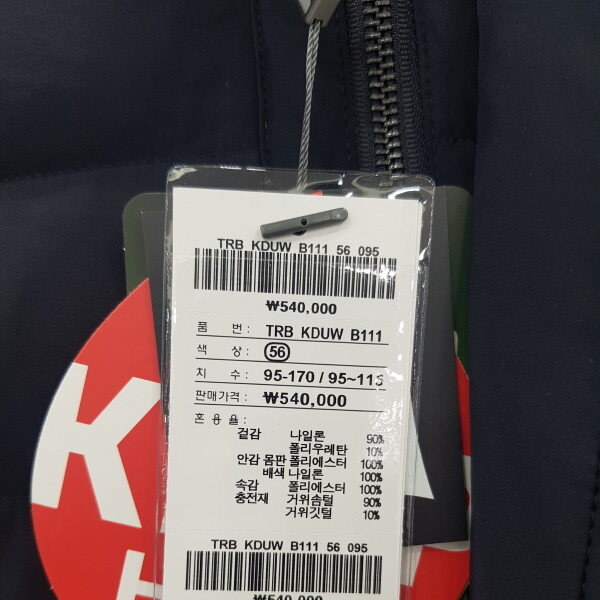 TRB KDUW B111 56 095
₩540,000
품 번 : TRB KDUW B111
색 상 : 56
치 수 : 95-170 / 95~115
판매가격 : ₩540,000
혼 용 율 :
겉감 나일론 90%
폴리우레탄 10%
안감 몸판 폴리에스터 100%
배색 나일론 100%
속감 폴리에스터 100%
충전재 거위솜털 90%
거위깃털 10%
TRB KDUW B111 56 095
₩540,000
K